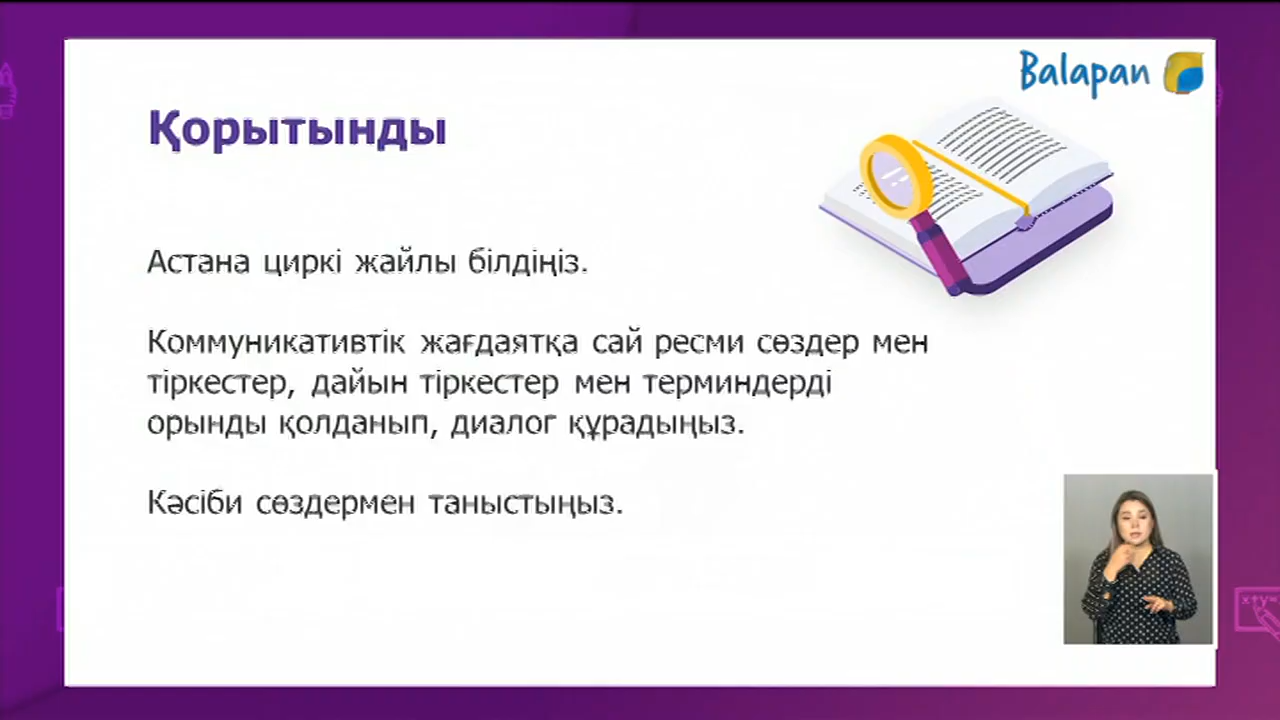 Balapan
Қорытынды
Астана циркі жайлы білдіңіз.
Коммуникативтік жағдаятқа сай ресми сөздер мен
тіркестер, дайын тіркестер мен терминдерді
орынды қолданып, диалог құрадыңыз.
Кәсіби сөздермен таныстыңыз.
x+y=